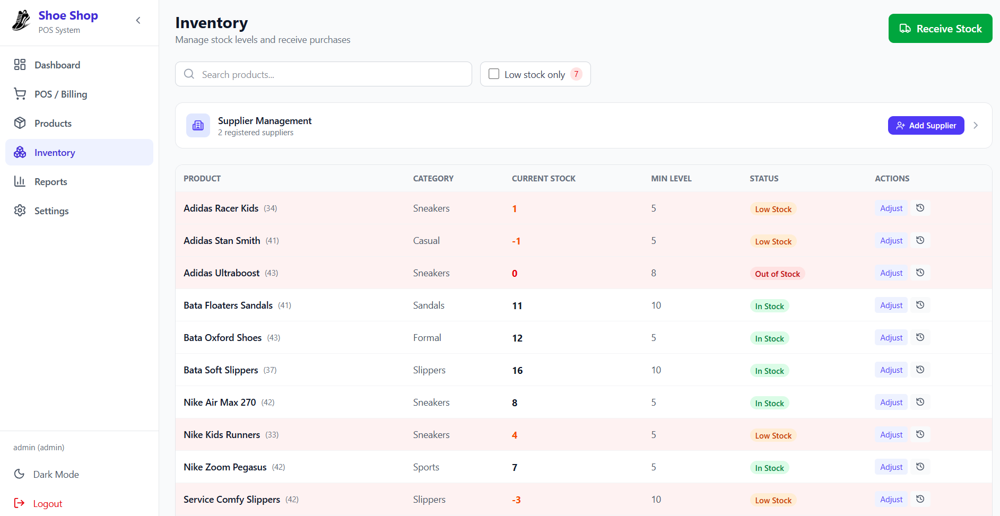 Shoe Shop
POS System
Dashboard
POS / Billing
Products
Inventory
Reports
Settings
admin (admin)
Dark Mode
Logout
Inventory
Manage stock levels and receive purchases
Receive Stock
Search products...
Low stock only 7
Supplier Management
2 registered suppliers
Add Supplier
PRODUCT CATEGORY CURRENT STOCK MIN LEVEL STATUS ACTIONS
Adidas Racer Kids (34) Sneakers 1 5 Low Stock Adjust
Adidas Stan Smith (41) Casual -1 5 Low Stock Adjust
Adidas Ultraboost (43) Sneakers 0 8 Out of Stock Adjust
Bata Floaters Sandals (41) Sandals 11 10 In Stock Adjust
Bata Oxford Shoes (43) Formal 12 5 In Stock Adjust
Bata Soft Slippers (37) Slippers 16 10 In Stock Adjust
Nike Air Max 270 (42) Sneakers 8 5 In Stock Adjust
Nike Kids Runners (33) Sneakers 4 5 Low Stock Adjust
Nike Zoom Pegasus (42) Sports 7 5 In Stock Adjust
Service Comfy Slippers (42) Slippers -3 10 Low Stock Adjust